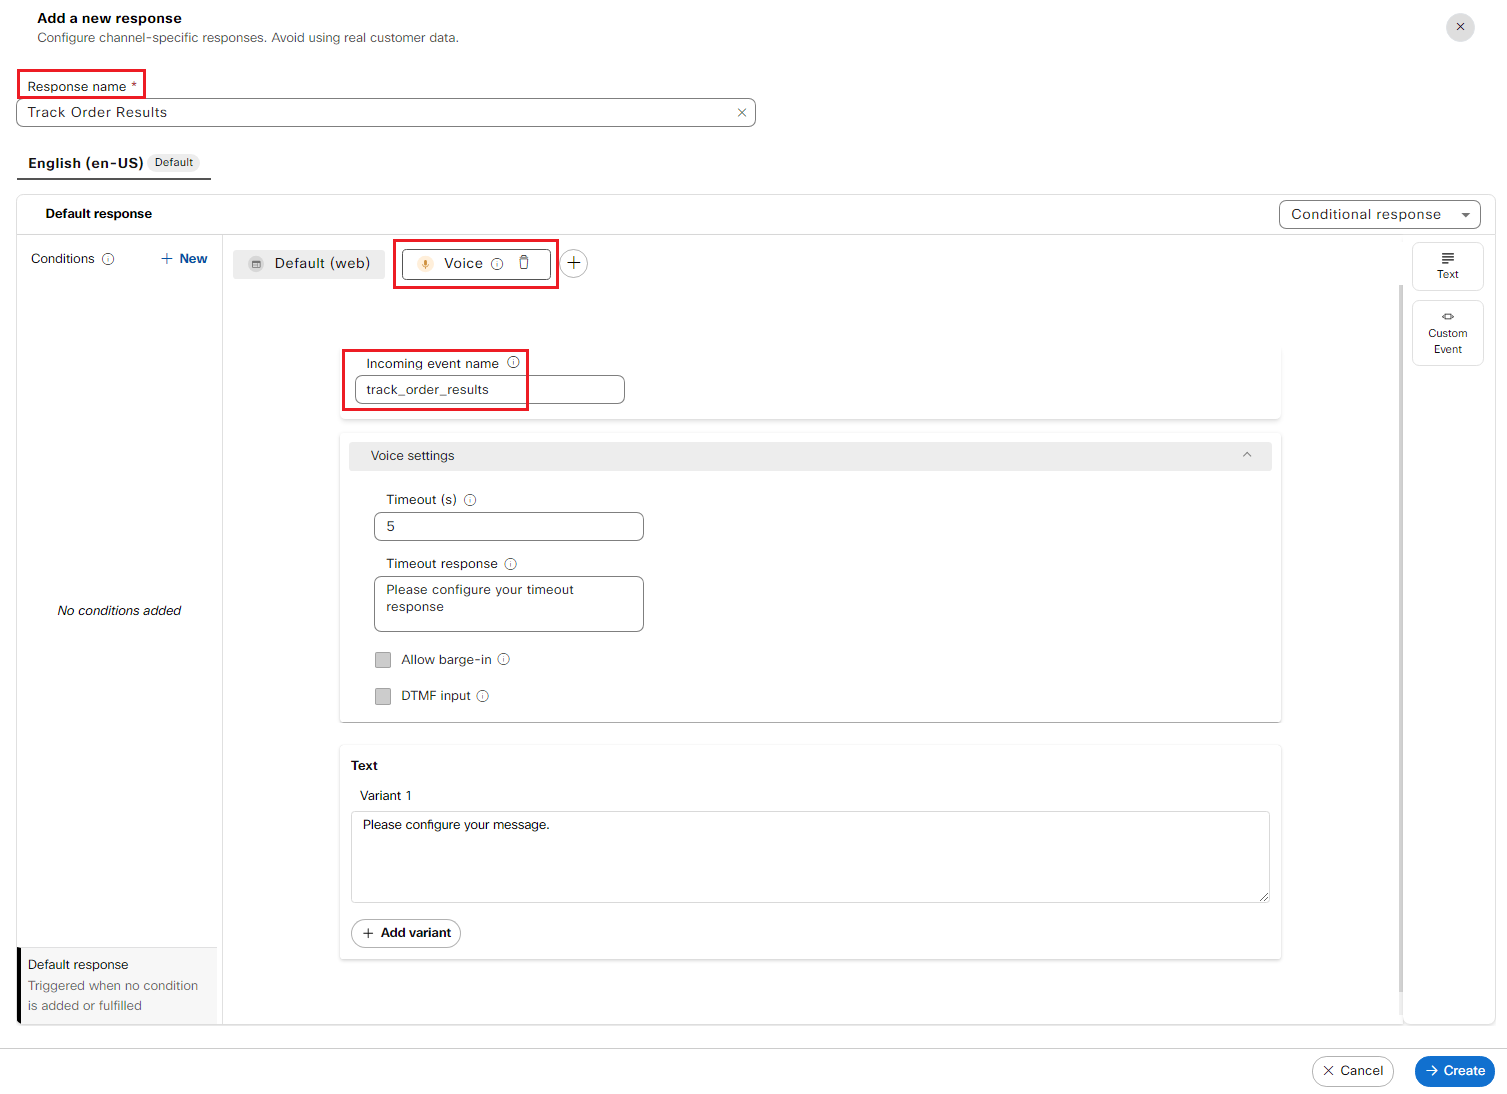 Add a new response
Configure channel-specific responses. Avoid using real customer data.
Response name *
Track Order Results
English (en-US) Default
Default response
Conditional response
Conditions
+ New
Default (web)
Voice
Text
Custom
Event
Incoming event name
track_order_results
Voice settings
Timeout (s)
5
Timeout response
Please configure your timeout
response
Allow barge-in
DTMF input
No conditions added
Text
Variant 1
Please configure your message.
+ Add variant
Default response
Triggered when no condition
is added or fulfilled
Cancel
Create